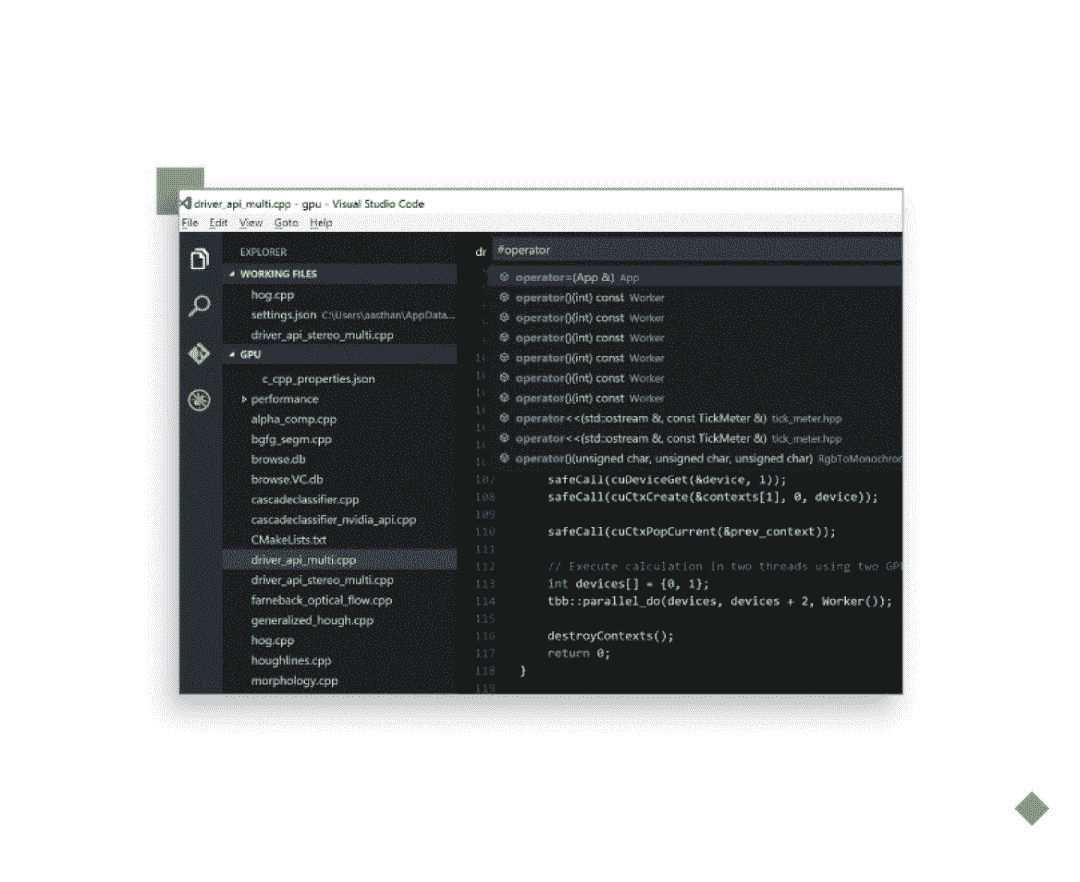 driver_api_multi.cpp - gpu - Visual Studio Code
File Edit View Goto Help
EXPLORER
WORKING FILES
hog.cpp
settings.json C:\Users\aasthan\AppData...
driver_api_stereo_multi.cpp
GPU
c_cpp_properties.json
performance
alpha_comp.cpp
bgfg_segm.cpp
browse.db
browse.VC.db
cascadeclassifier.cpp
cascadeclassifier_nvidia_api.cpp
CMakeLists.txt
driver_api_multi.cpp
driver_api_stereo_multi.cpp
farneback_optical_flow.cpp
generalized_hough.cpp
hog.cpp
houghlines.cpp
morphology.cpp
dr #operator
operator=(App &) App
operator()(int) const Worker
operator()(int) const Worker
operator()(int) const Worker
operator()(int) const Worker
operator()(int) const Worker
operator()(int) const Worker
operator<<(std::ostream &, const TickMeter &) tick_meter.hpp
operator<<(std::ostream &, const TickMeter &) tick_meter.hpp
operator()(unsigned char, unsigned char, unsigned char) RgbToMonochrom
107 safeCall(cuDeviceGet(&device, 1));
108 safeCall(cuCtxCreate(&contexts[1], 0, device));
109
110 safeCall(cuCtxPopCurrent(&prev_context));
111
112 // Execute calculation in two threads using two GP
113 int devices[] = {0, 1};
114 tbb::parallel_do(devices, devices + 2, Worker());
115
116 destroyContexts();
117 return 0;
118 }
119